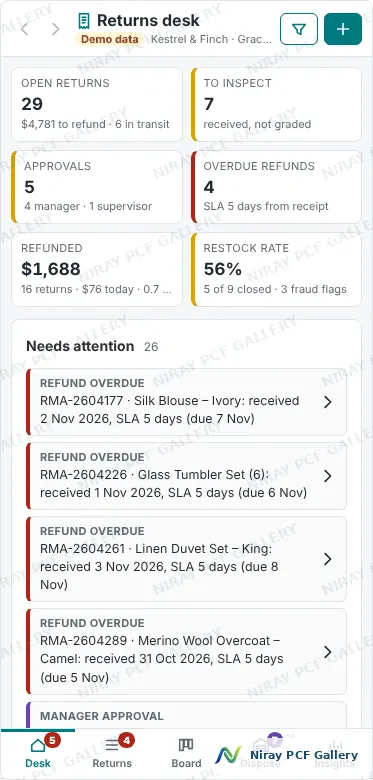 Returns desk
Demo data Kestrel & Finch · Grac...
OPEN RETURNS
29
$4,781 to refund · 6 in transit
TO INSPECT
7
received, not graded
APPROVALS
5
4 manager · 1 supervisor
OVERDUE REFUNDS
4
SLA 5 days from receipt
REFUNDED
$1,688
16 returns · $76 today · 0.7 ...
RESTOCK RATE
56%
5 of 9 closed · 3 fraud flags
Needs attention 26
REFUND OVERDUE
RMA-2604177 · Silk Blouse – Ivory: received
2 Nov 2026, SLA 5 days (due 7 Nov)
REFUND OVERDUE
RMA-2604226 · Glass Tumbler Set (6):
received 1 Nov 2026, SLA 5 days (due 6 Nov)
REFUND OVERDUE
RMA-2604261 · Linen Duvet Set – King:
received 3 Nov 2026, SLA 5 days (due 8
Nov)
REFUND OVERDUE
RMA-2604289 · Merino Wool Overcoat –
Camel: received 31 Oct 2026, SLA 5 days
(due 5 Nov)
MANAGER APPROVAL
5 4
Desk Returns Board Dispose Insights
Niray PCF Gallery
NIRAY PCF GALLERY